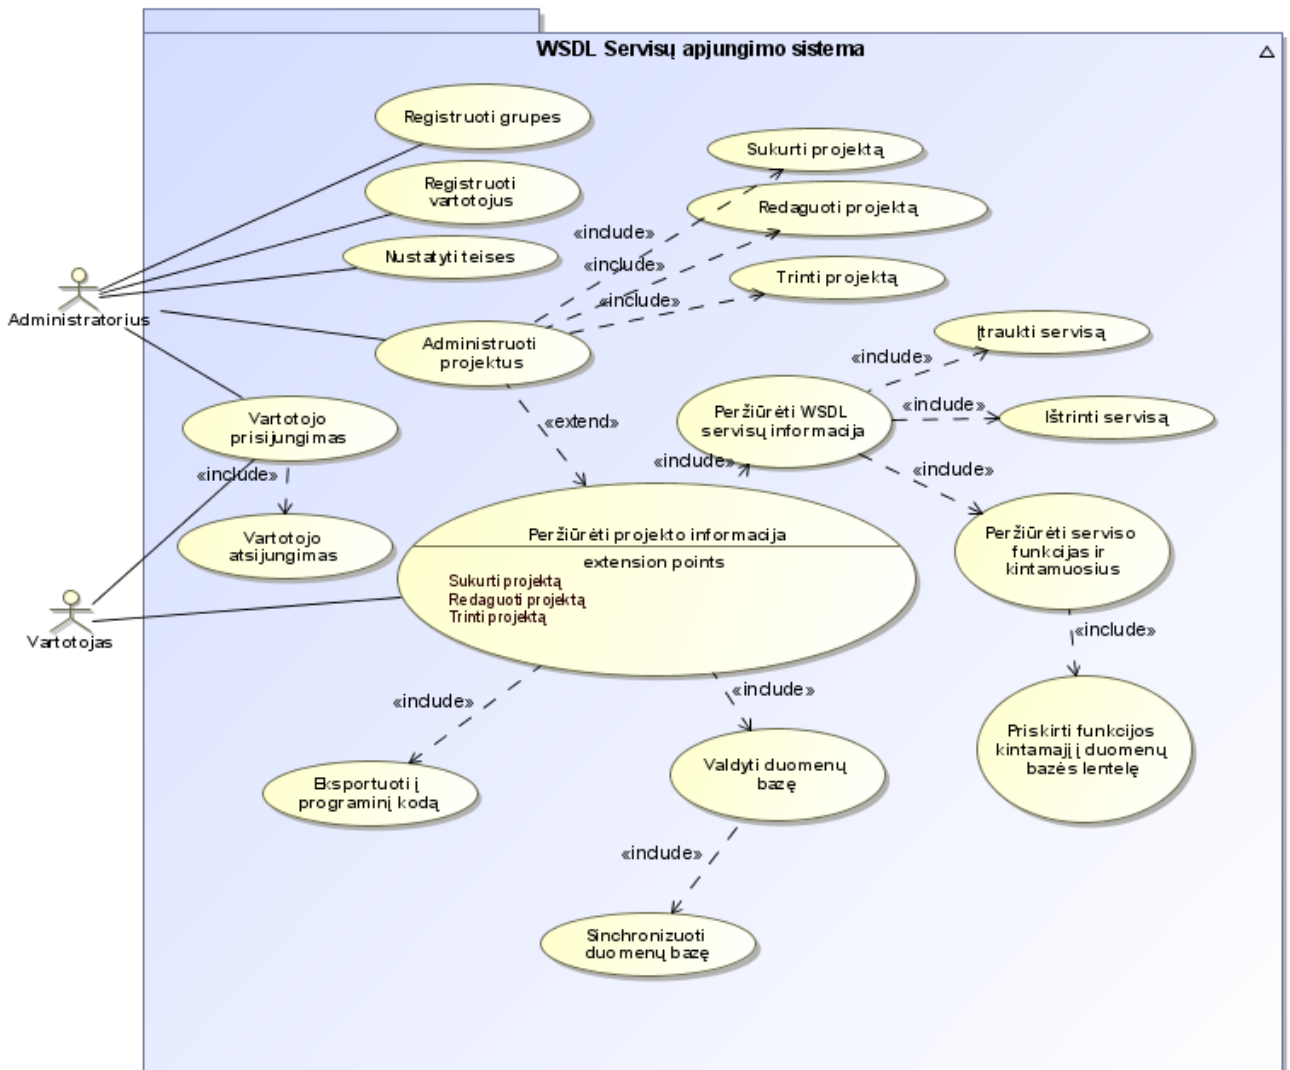 WSDL Servisų apjungimo sistema
Registruoti grupes
Sukurti projektą
Registruoti
vartotojus
Redaguoti projektą
«include»
Nustatyti teises
«include»
Trinti projektą
«include»
Administratorius
Administruoti
projektus
Įtraukti servisą
«include»
Peržiūrėti WSDL
servisų informacija
«include»
Ištrinti servisą
Vartotojo
prisijungimas
«extend»
«include»
«include»
«include»
Vartotojo
atsijungimas
Peržiūrėti projekto informacija
extension points
Sukurti projektą
Redaguoti projektą
Trinti projektą
Peržiūrėti serviso
funkcijas ir
kintamuosius
Vartotojas
«include»
«include»
«include»
Priskirti funkcijos
kintamąjį į duomenų
bazės lentelę
Eksportuoti į
programinį kodą
Valdyti duomenų
bazę
«include»
Sinchronizuoti
duomenų bazę